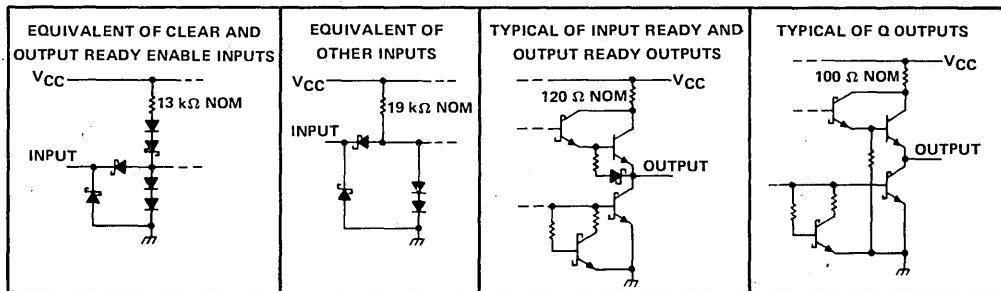 EQUIVALENT OF CLEAR AND
OUTPUT READY ENABLE INPUTS
VCC
13 kΩ NOM
INPUT
EQUIVALENT OF
OTHER INPUTS
VCC
19 kΩ NOM
INPUT
TYPICAL OF INPUT READY AND
OUTPUT READY OUTPUTS
VCC
120 Ω NOM
OUTPUT
TYPICAL OF Q OUTPUTS
VCC
100 Ω NOM
OUTPUT